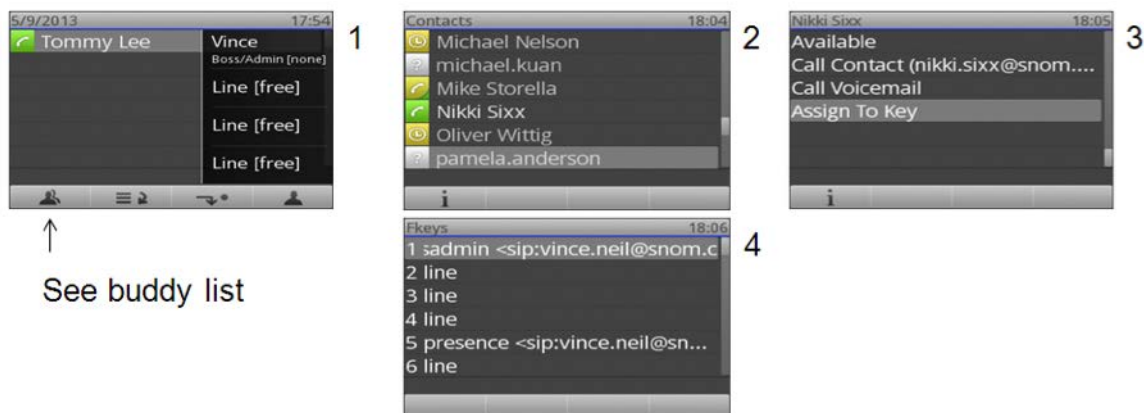 5/9/2013 17:54
Tommy Lee
Vince
Boss/Admin [none]
Line [free]
Line [free]
Line [free]
1
See buddy list
Contacts 18:04
Michael Nelson
? michael.kuan
Mike Storella
Nikki Sixx
Oliver Wittig
? pamela.anderson
i
2
Nikki Sixx 18:05
Available
Call Contact (nikki.sixx@snom....
Call Voicemail
Assign To Key
i
3
Fkeys 18:06
1 sadmin <sip:vince.neil@snom.c
2 line
3 line
4 line
5 presence <sip:vince.neil@sn...
6 line
4